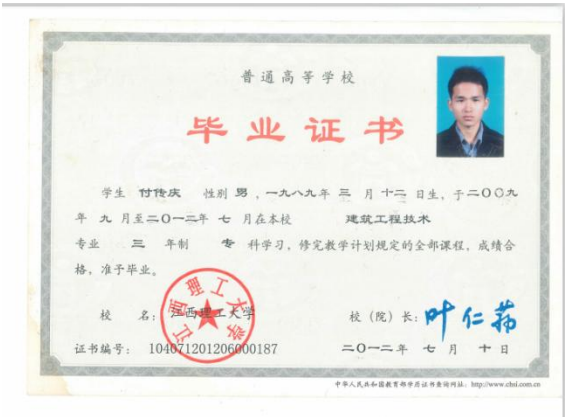 普通高等学校
毕业证书
学生 付传庆 性别 男 ，一九八九年 三 月 十二 日生，于二〇〇九
年 九 月至二〇一二年 七 月在本校 建筑工程技术
专业 三 年制 专 科学习，修完教学计划规定的全部课程，成绩合
格，准予毕业。
校 名：江西理工大学 校（院）长：叶仁荪
江西理工大学
证书编号： 104071201206000187 二〇一二年 七 月 十 日
中华人民共和国教育部学历证书查询网址：http://www.chsi.com.cn